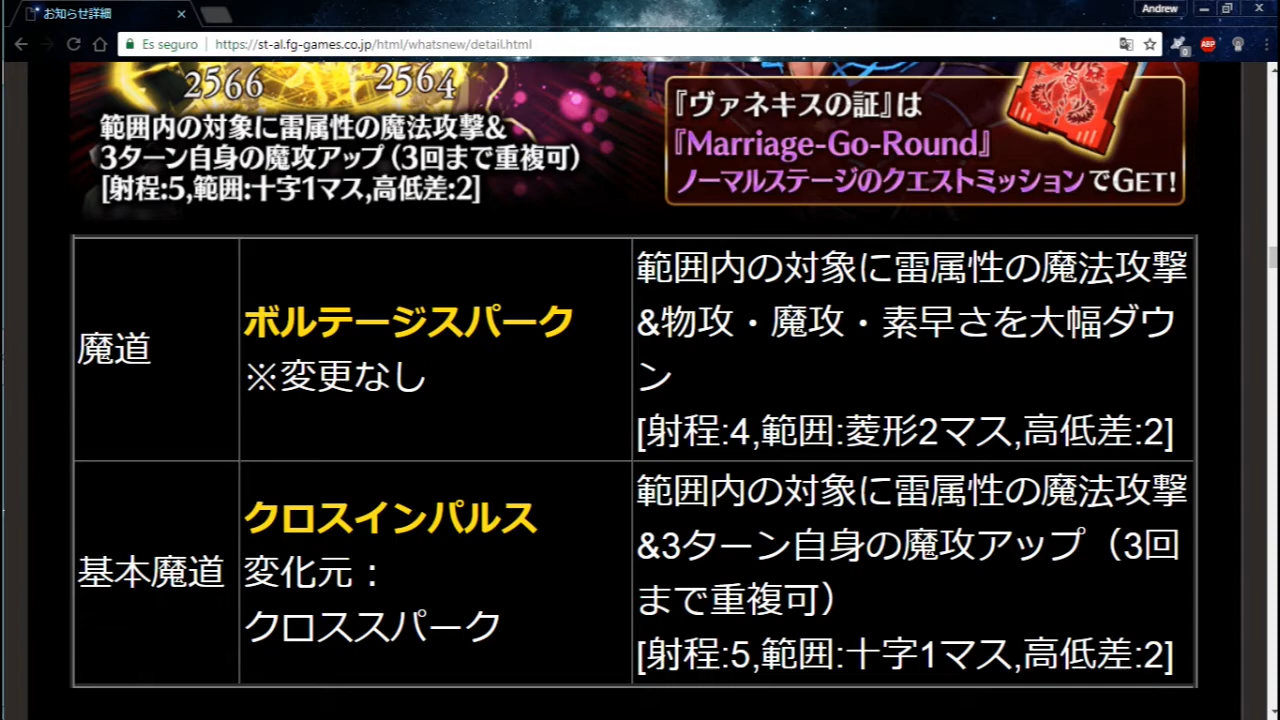 お知らせ詳細
Andrew
Es seguro
https://st-al.fg-games.co.jp/html/whatsnew/detail.html
ABP
2566
2564
範囲内の対象に雷属性の魔法攻撃&
3ターン自身の魔攻アップ(3回まで重複可)
[射程:5,範囲:十字1マス,高低差:2]
『ヴァネキスの証』は
『Marriage-Go-Round』
ノーマルステージのクエストミッションでGET!
魔道
ボルテージスパーク
※変更なし
範囲内の対象に雷属性の魔法攻撃
&物攻・魔攻・素早さを大幅ダウ
ン
[射程:4,範囲:菱形2マス,高低差:2]
基本魔道
クロスインパルス
変化元：
クロススパーク
範囲内の対象に雷属性の魔法攻撃
&3ターン自身の魔攻アップ（3回
まで重複可）
[射程:5,範囲:十字1マス,高低差:2]